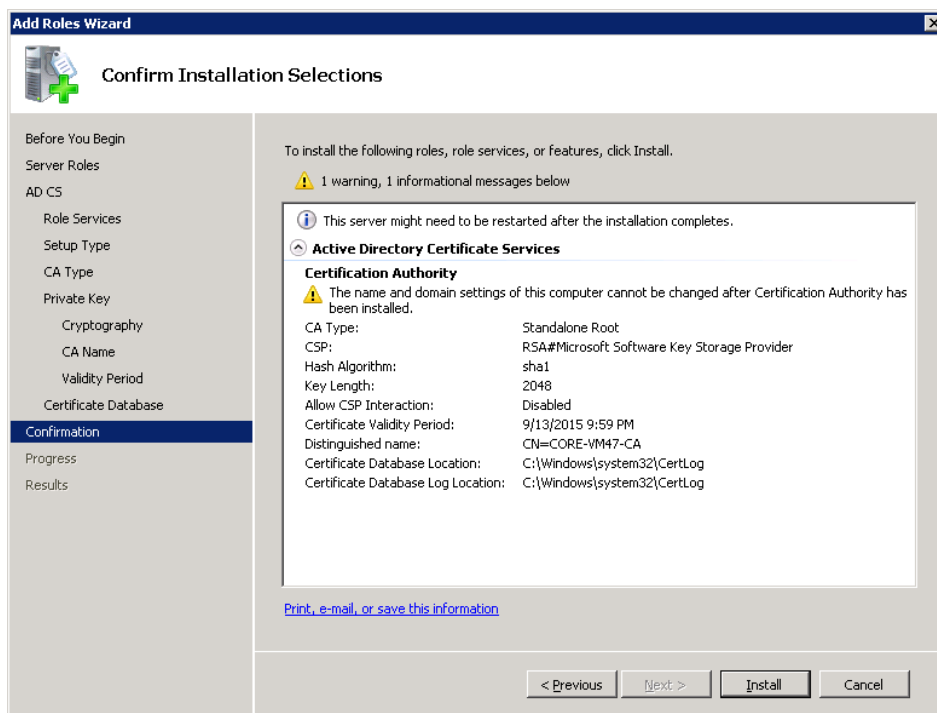 Add Roles Wizard
Confirm Installation Selections
Before You Begin
Server Roles
AD CS
Role Services
Setup Type
CA Type
Private Key
Cryptography
CA Name
Validity Period
Certificate Database
Confirmation
Progress
Results
To install the following roles, role services, or features, click Install.
1 warning, 1 informational messages below
This server might need to be restarted after the installation completes.
Active Directory Certificate Services
Certification Authority
The name and domain settings of this computer cannot be changed after Certification Authority has
been installed.
CA Type: Standalone Root
CSP: RSA#Microsoft Software Key Storage Provider
Hash Algorithm: sha1
Key Length: 2048
Allow CSP Interaction: Disabled
Certificate Validity Period: 9/13/2015 9:59 PM
Distinguished name: CN=CORE-VM47-CA
Certificate Database Location: C:\Windows\system32\CertLog
Certificate Database Log Location: C:\Windows\system32\CertLog
Print, e-mail, or save this information
< Previous Next > Install Cancel